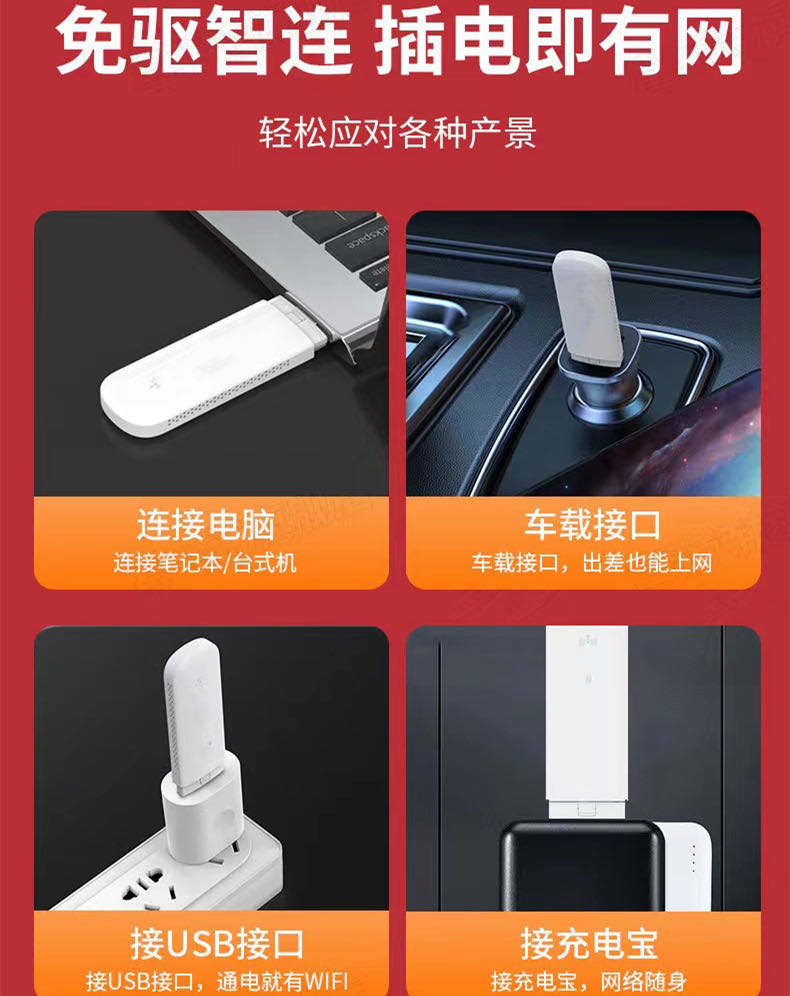 免驱智连 插电即有网
轻松应对各种产景
backspace
delete
连接电脑
连接笔记本/台式机
车载接口
车载接口，出差也能上网
接USB接口
接USB接口，通电就有WIFI
接充电宝
接充电宝，网络随身